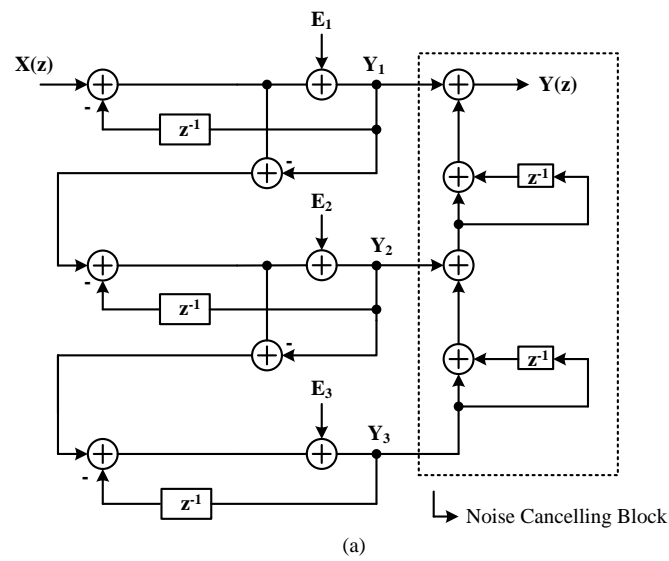 E₁
X(z)
Y₁
Y(z)
-
z⁻¹
-
z⁻¹
E₂
Y₂
-
z⁻¹
-
z⁻¹
E₃
Y₃
-
z⁻¹
Noise Cancelling Block
(a)